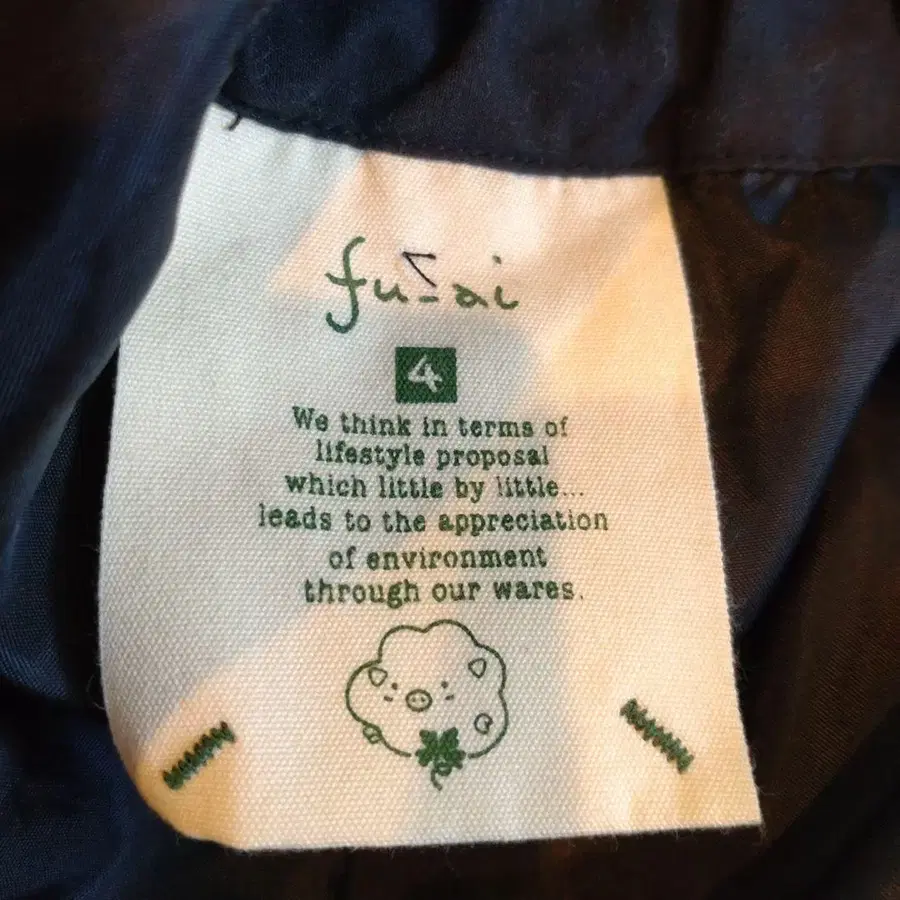 fu-ai
4
We think in terms of
lifestyle proposal
which little by little...
leads to the appreciation
of environment
through our wares.